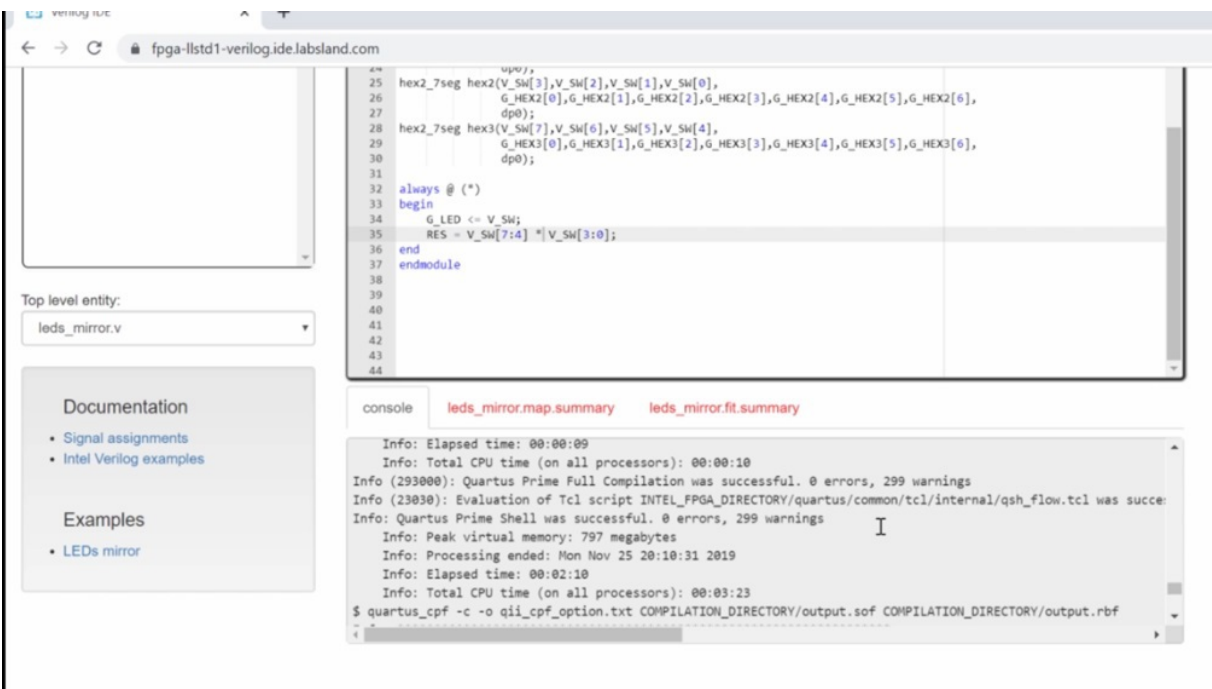 Verilog IDE
fpga-llstd1-verilog.ide.labsland.com
24 dp0);
25 hex2_7seg hex2(V_SW[3],V_SW[2],V_SW[1],V_SW[0],
26 G_HEX2[0],G_HEX2[1],G_HEX2[2],G_HEX2[3],G_HEX2[4],G_HEX2[5],G_HEX2[6],
27 dp0);
28 hex2_7seg hex3(V_SW[7],V_SW[6],V_SW[5],V_SW[4],
29 G_HEX3[0],G_HEX3[1],G_HEX3[2],G_HEX3[3],G_HEX3[4],G_HEX3[5],G_HEX3[6],
30 dp0);
31
32 always @ (*)
33 begin
34 G_LED <= V_SW;
35 RES = V_SW[7:4] * V_SW[3:0];
36 end
37 endmodule
38
39
40
41
42
43
44
Top level entity:
leds_mirror.v
Documentation
• Signal assignments
• Intel Verilog examples
Examples
• LEDs mirror
console leds_mirror.map.summary leds_mirror.fit.summary
Info: Elapsed time: 00:00:09
Info: Total CPU time (on all processors): 00:00:10
Info (293000): Quartus Prime Full Compilation was successful. 0 errors, 299 warnings
Info (23030): Evaluation of Tcl script INTEL_FPGA_DIRECTORY/quartus/common/tcl/internal/qsh_flow.tcl was succe
Info: Quartus Prime Shell was successful. 0 errors, 299 warnings
Info: Peak virtual memory: 797 megabytes
Info: Processing ended: Mon Nov 25 20:10:31 2019
Info: Elapsed time: 00:02:10
Info: Total CPU time (on all processors): 00:03:23
$ quartus_cpf -c -o qii_cpf_option.txt COMPILATION_DIRECTORY/output.sof COMPILATION_DIRECTORY/output.rbf